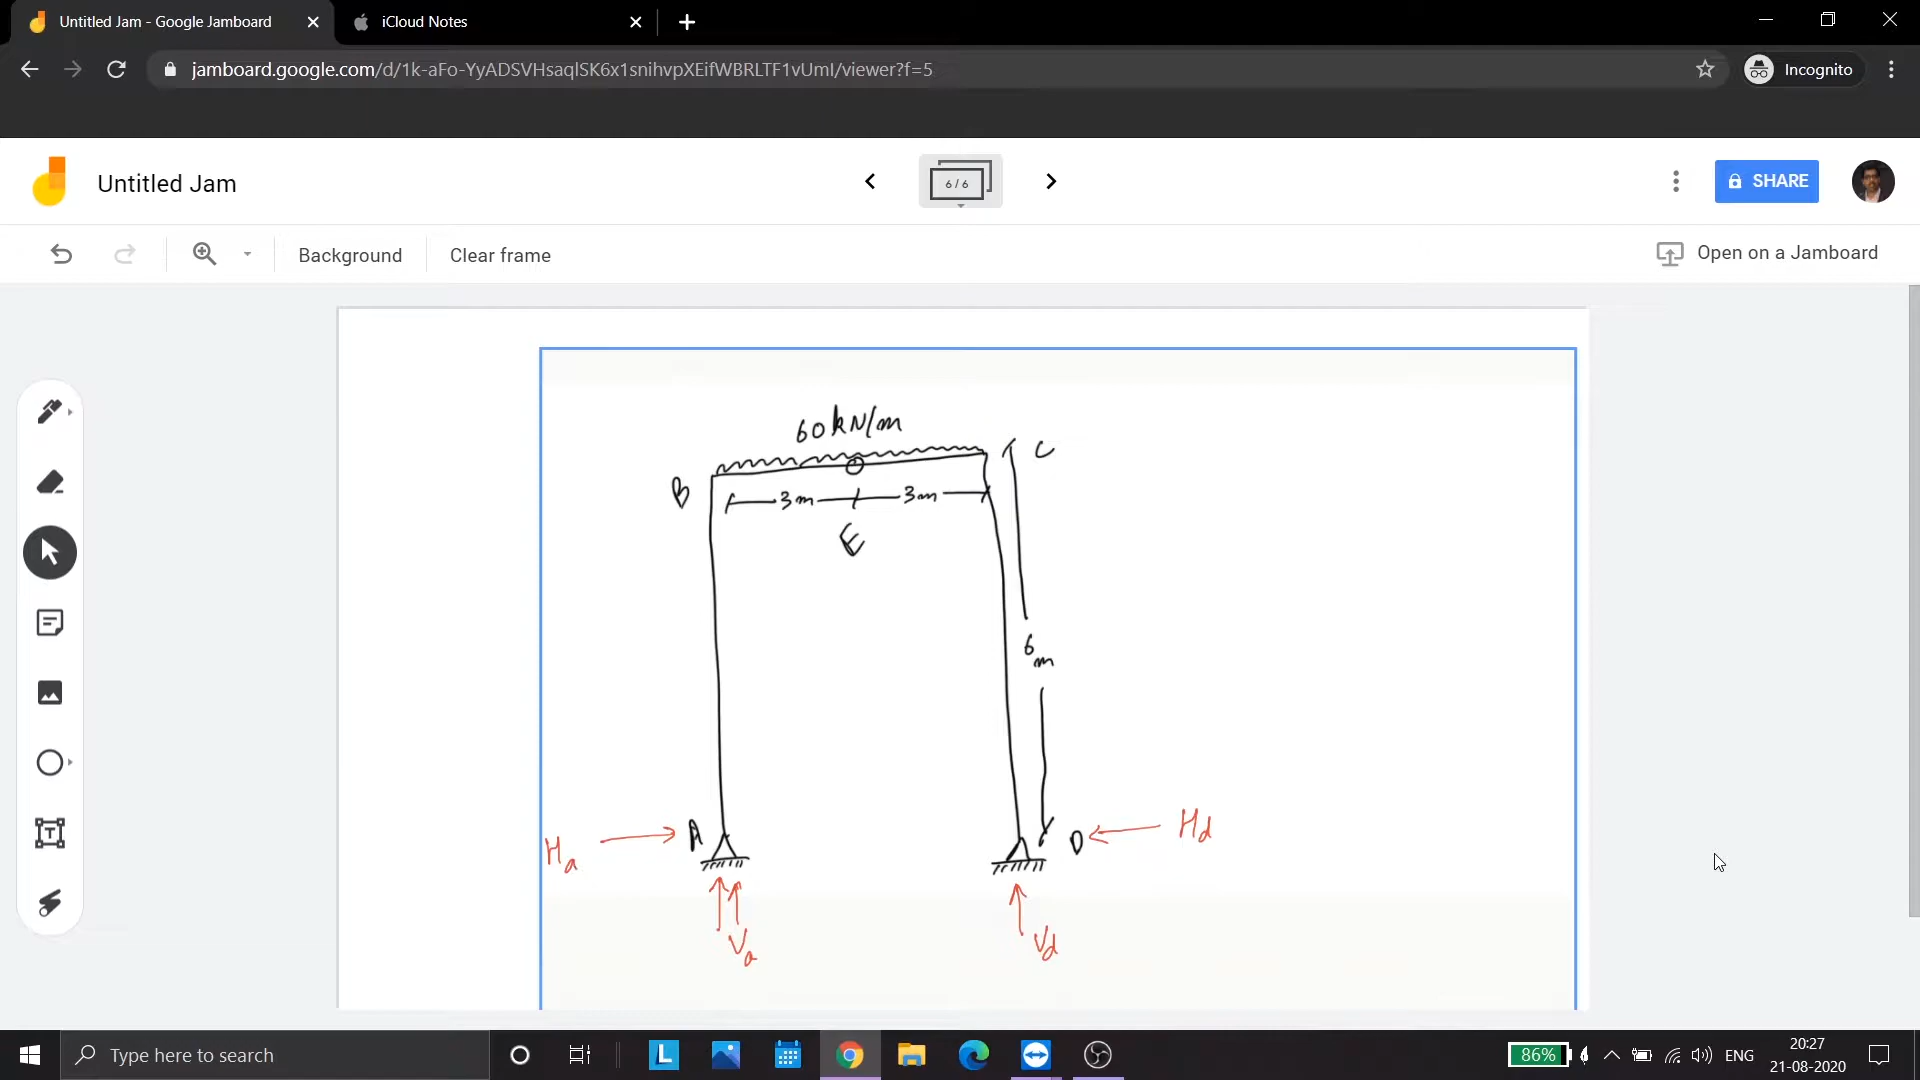 Untitled Jam - Google Jamboard
iCloud Notes
jamboard.google.com/d/1k-aFo-YyADSVHsaqlSK6x1snihvpXEifWBRLTF1vUmI/viewer?f=5
Incognito
Untitled Jam
6 / 6
SHARE
Background
Clear frame
Open on a Jamboard
60kN/m
B
C
3m
3m
E
6m
Ha
A
D
Hd
Va
Vd
Type here to search
L
86%
ENG
20:27
21-08-2020